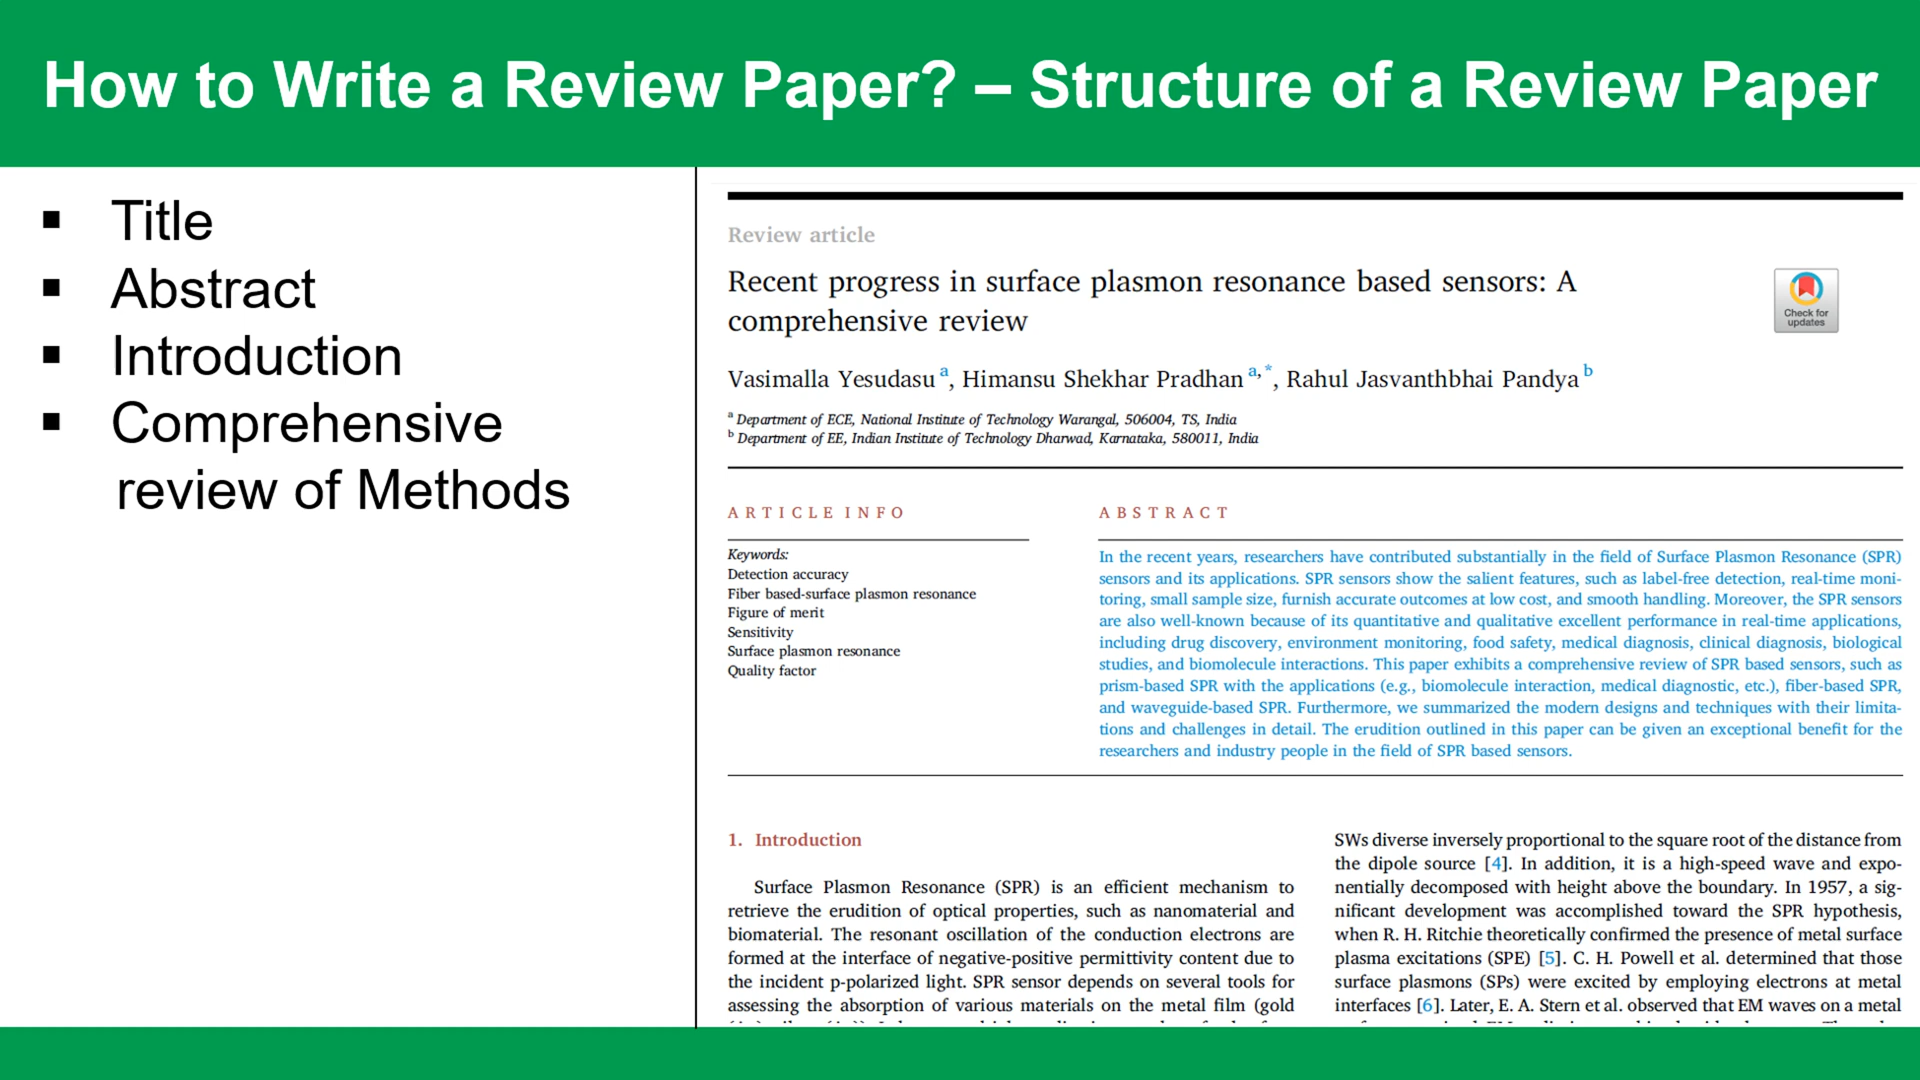 How to Write a Review Paper? – Structure of a Review Paper
▪ Title
▪ Abstract
▪ Introduction
▪ Comprehensive
review of Methods
Review article
Recent progress in surface plasmon resonance based sensors: A
comprehensive review
Check for
updates
Vasimalla Yesudasu a, Himansu Shekhar Pradhan a,*, Rahul Jasvanthbhai Pandya b
a Department of ECE, National Institute of Technology Warangal, 506004, TS, India
b Department of EE, Indian Institute of Technology Dharwad, Karnataka, 580011, India
ARTICLE INFO
Keywords:
Detection accuracy
Fiber based-surface plasmon resonance
Figure of merit
Sensitivity
Surface plasmon resonance
Quality factor
ABSTRACT
In the recent years, researchers have contributed substantially in the field of Surface Plasmon Resonance (SPR)
sensors and its applications. SPR sensors show the salient features, such as label-free detection, real-time moni-
toring, small sample size, furnish accurate outcomes at low cost, and smooth handling. Moreover, the SPR sensors
are also well-known because of its quantitative and qualitative excellent performance in real-time applications,
including drug discovery, environment monitoring, food safety, medical diagnosis, clinical diagnosis, biological
studies, and biomolecule interactions. This paper exhibits a comprehensive review of SPR based sensors, such as
prism-based SPR with the applications (e.g., biomolecule interaction, medical diagnostic, etc.), fiber-based SPR,
and waveguide-based SPR. Furthermore, we summarized the modern designs and techniques with their limita-
tions and challenges in detail. The erudition outlined in this paper can be given an exceptional benefit for the
researchers and industry people in the field of SPR based sensors.
1. Introduction
Surface Plasmon Resonance (SPR) is an efficient mechanism to
retrieve the erudition of optical properties, such as nanomaterial and
biomaterial. The resonant oscillation of the conduction electrons are
formed at the interface of negative-positive permittivity content due to
the incident p-polarized light. SPR sensor depends on several tools for
assessing the absorption of various materials on the metal film (gold
SWs diverse inversely proportional to the square root of the distance from
the dipole source [4]. In addition, it is a high-speed wave and expo-
nentially decomposed with height above the boundary. In 1957, a sig-
nificant development was accomplished toward the SPR hypothesis,
when R. H. Ritchie theoretically confirmed the presence of metal surface
plasma excitations (SPE) [5]. C. H. Powell et al. determined that those
surface plasmons (SPs) were excited by employing electrons at metal
interfaces [6]. Later, E. A. Stern et al. observed that EM waves on a metal